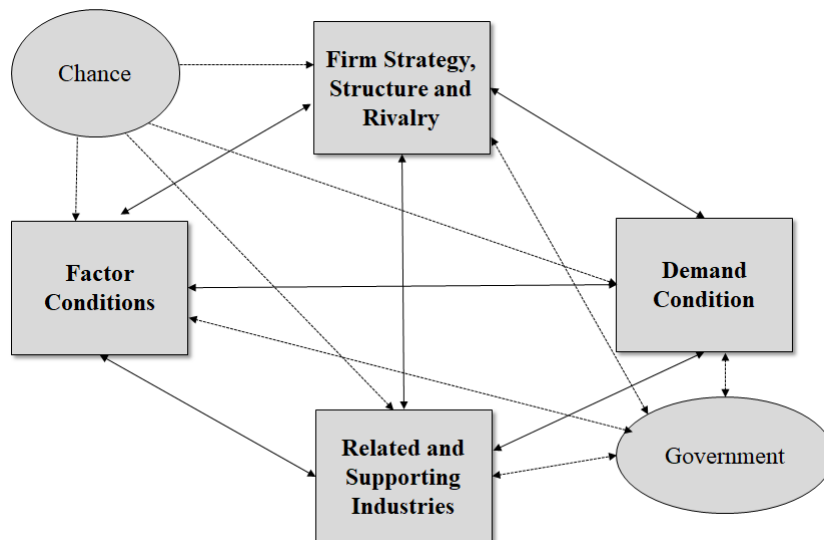 Chance
Firm Strategy,
Structure and
Rivalry
Factor
Conditions
Demand
Condition
Related and
Supporting
Industries
Government